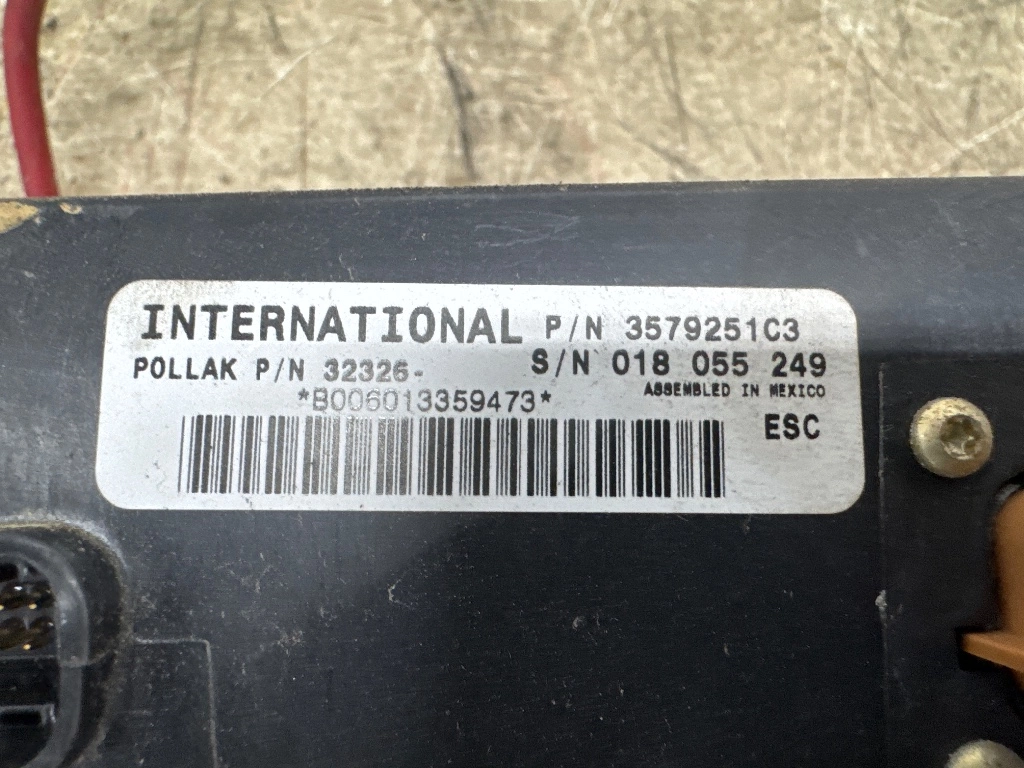 INTERNATIONAL P/N 3579251C3
POLLAK P/N 32326- S/N 018 055 249
ASSEMBLED IN MEXICO
*B006013359473*
ESC